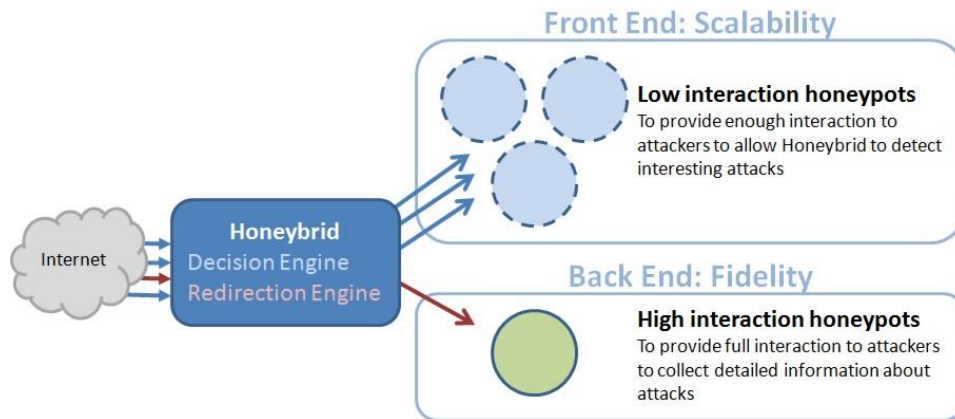 Front End: Scalability
Low interaction honeypots
To provide enough interaction to
attackers to allow Honeybrid to detect
interesting attacks
Internet
Honeybrid
Decision Engine
Redirection Engine
Back End: Fidelity
High interaction honeypots
To provide full interaction to attackers
to collect detailed information about
attacks